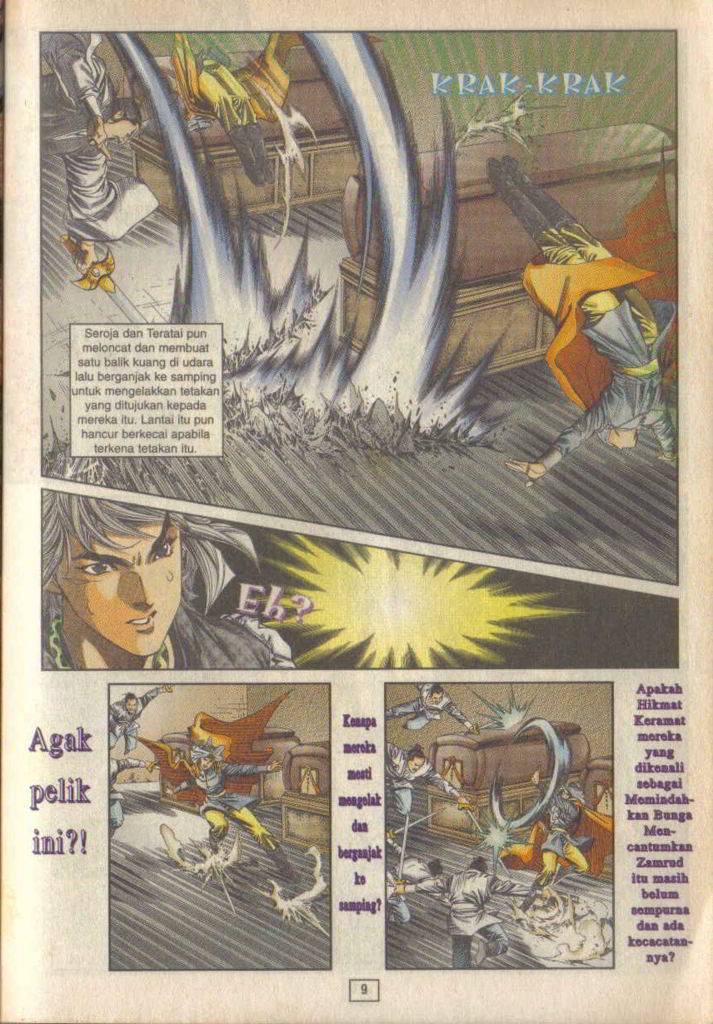 KRAK-KRAK
Seroja dan Teratai pun
meloncat dan membuat
satu balik kuang di udara
lalu berganjak ke samping
untuk mengelakkan tetakan
yang ditujukan kepada
mereka itu. Lantai itu pun
hancur berkecai apabila
terkena tetakan itu.
Eh?
Agak
pelik
ini?!
Kenapa
mereka
mesti
mengelak
dan
berganjak
ke
samping?
Apakah
Hikmat
Keramat
mereka
yang
dikenali
sebagai
Memindah-
kan Bunga
Men-
cantumkan
Zamrud
itu masih
belum
sempurna
dan ada
kecacatan-
nya?
9